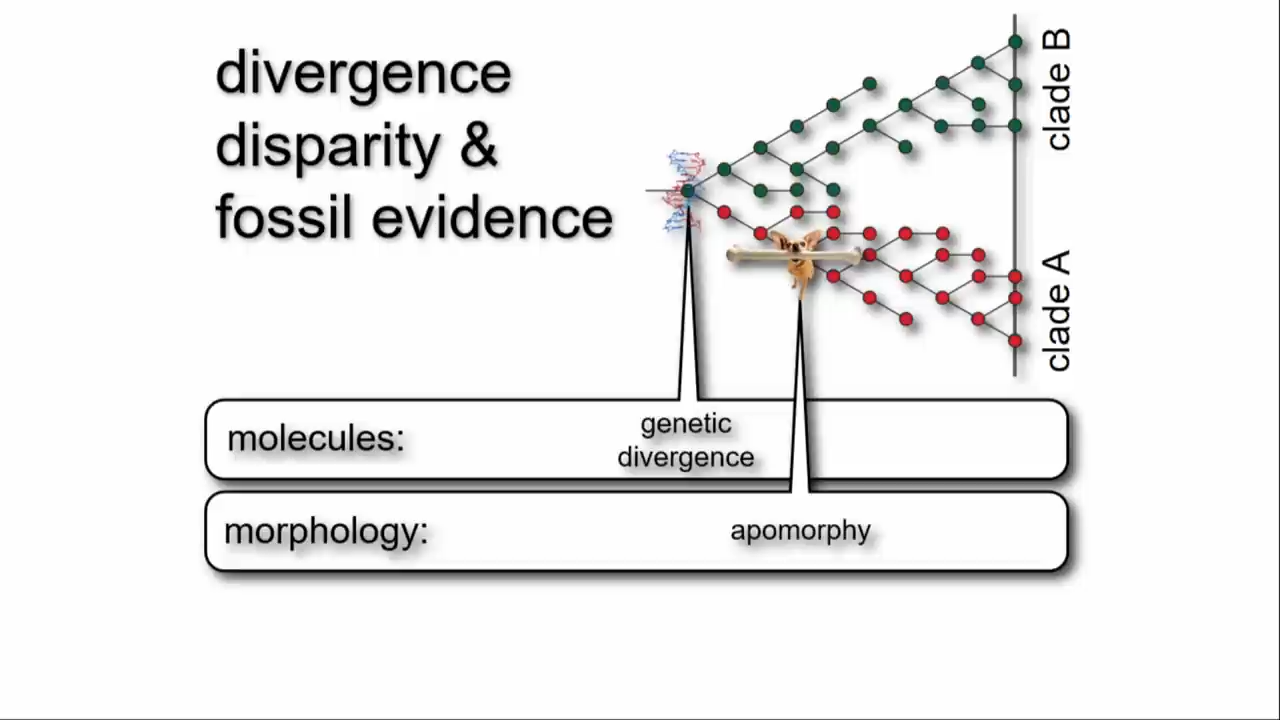 divergence
disparity &
fossil evidence
clade B
clade A
molecules:
genetic
divergence
morphology:
apomorphy